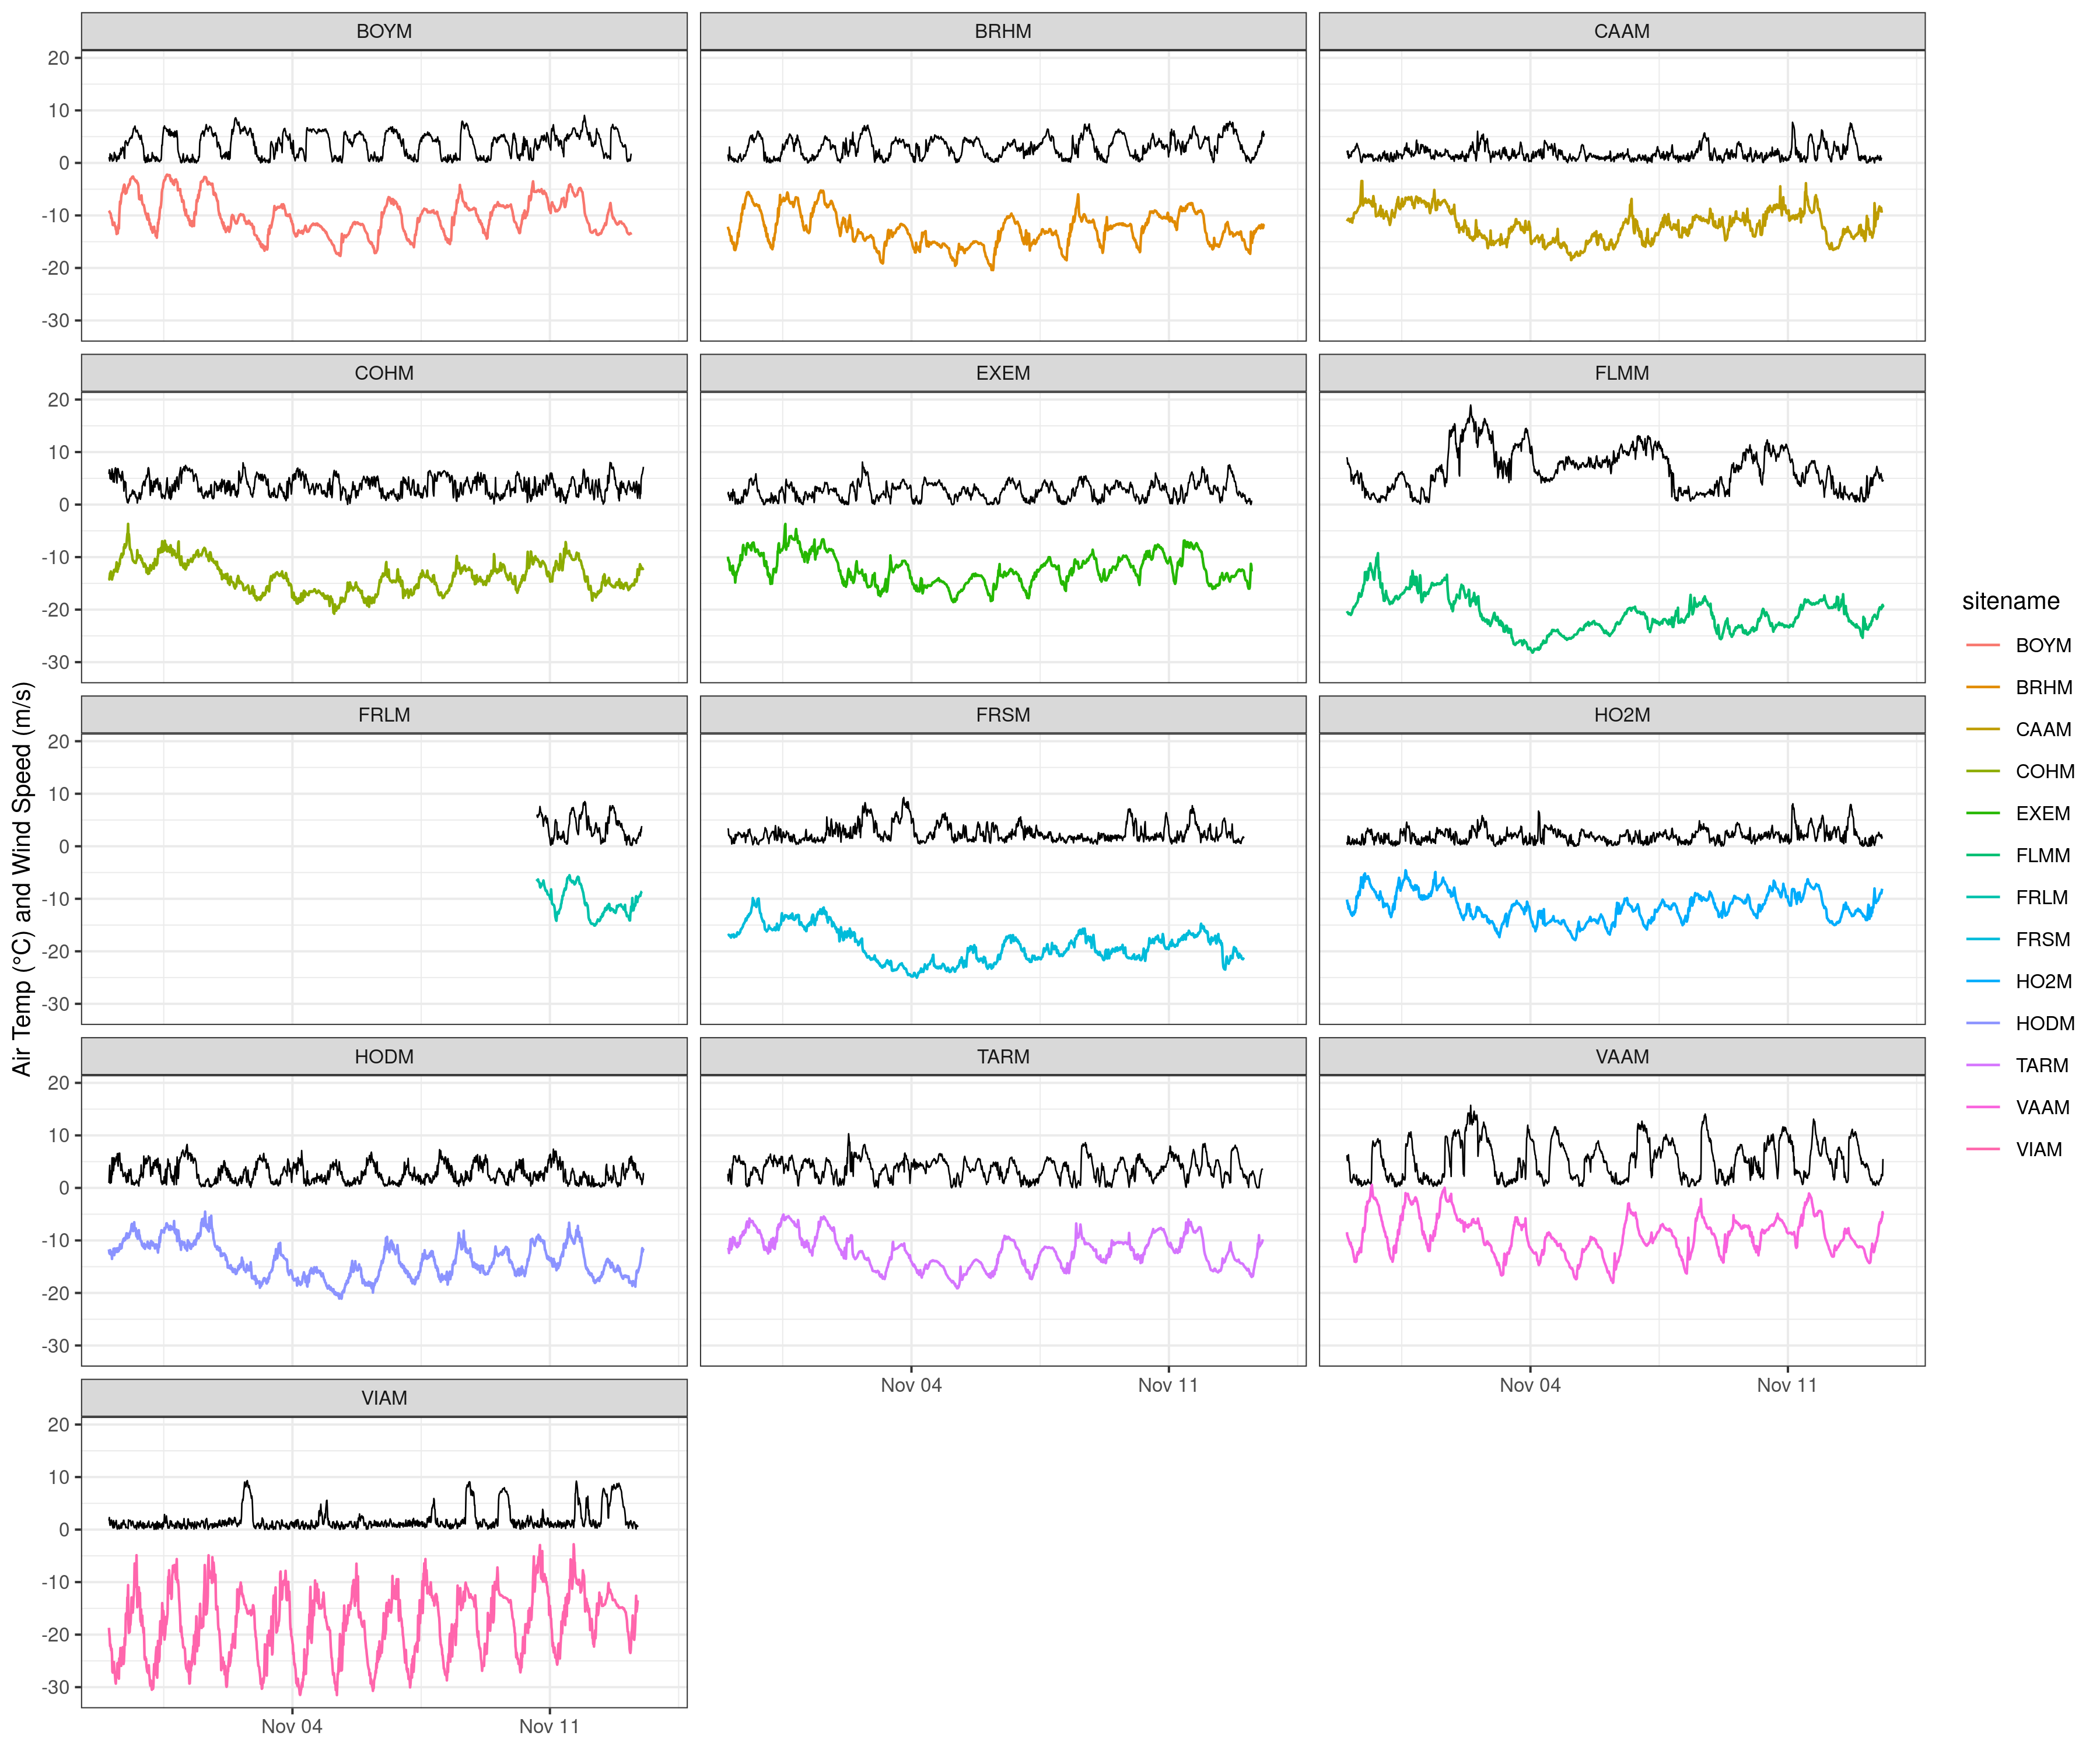 BOYM BRHM CAAM
20
10
0
-10
-20
-30
COHM EXEM FLMM
20
10
0
-10
-20
-30
FRLM FRSM HO2M
20
10
0
-10
-20
-30
HODM TARM VAAM
20
10
0
-10
-20
-30
Nov 04 Nov 11 Nov 04 Nov 11
VIAM
20
10
0
-10
-20
-30
Nov 04 Nov 11
Air Temp (°C) and Wind Speed (m/s)
sitename
BOYM
BRHM
CAAM
COHM
EXEM
FLMM
FRLM
FRSM
HO2M
HODM
TARM
VAAM
VIAM